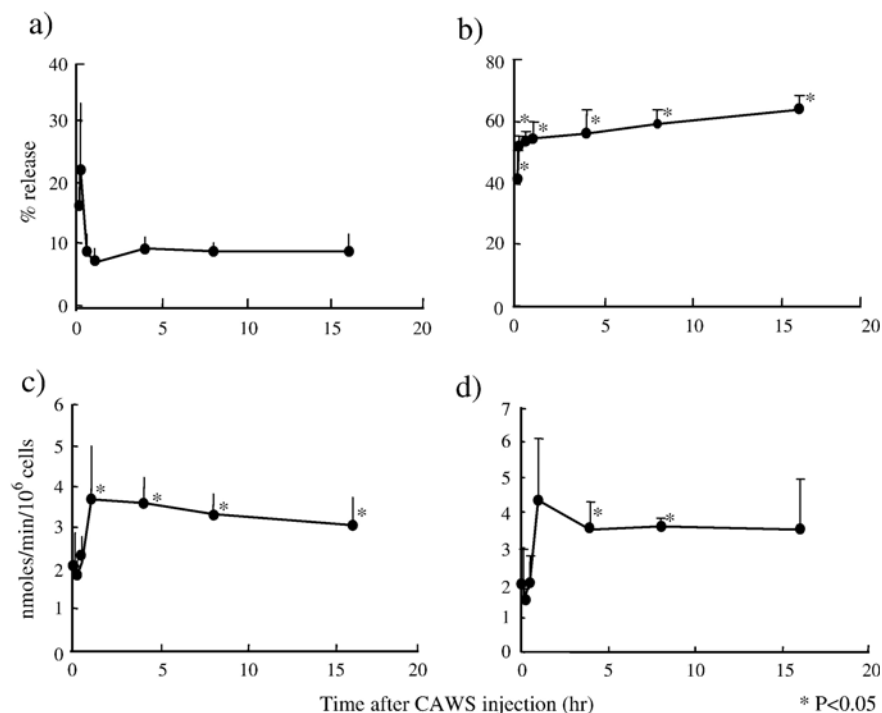 a)
40
30
20
10
0
% release
0 5 10 15 20
b)
80
60
40
20
0
* * * * * * *
0 5 10 15 20
c)
6
5
4
3
2
1
0
nmoles/min/10⁶ cells
* * * *
0 5 10 15 20
d)
7
6
5
4
3
2
1
0
* *
0 5 10 15 20
Time after CAWS injection (hr)
* P<0.05